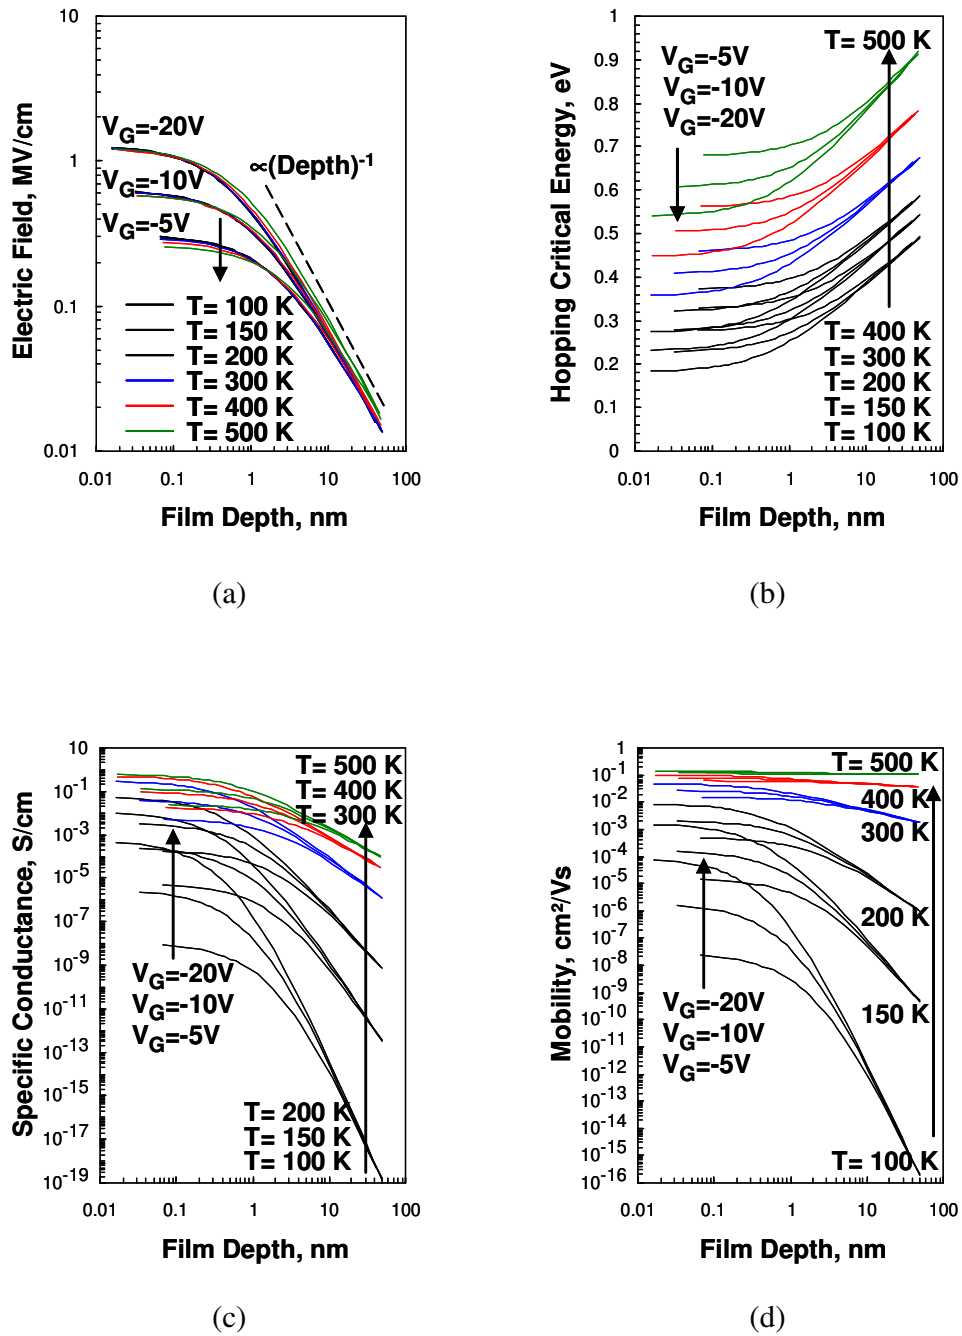 10
1
0.1
0.01
0.01
0.1
1
10
100
Electric Field, MV/cm
Film Depth, nm
V_G=-20V
V_G=-10V
V_G=-5V
∝(Depth)⁻¹
T= 100 K
T= 150 K
T= 200 K
T= 300 K
T= 400 K
T= 500 K
(a)
1
0.9
0.8
0.7
0.6
0.5
0.4
0.3
0.2
0.1
0
0.01
0.1
1
10
100
Hopping Critical Energy, eV
Film Depth, nm
V_G=-5V
V_G=-10V
V_G=-20V
T= 500 K
T= 400 K
T= 300 K
T= 200 K
T= 150 K
T= 100 K
(b)
10
10⁻¹
10⁻³
10⁻⁵
10⁻⁷
10⁻⁹
10⁻¹¹
10⁻¹³
10⁻¹⁵
10⁻¹⁷
10⁻¹⁹
0.01
0.1
1
10
100
Specific Conductance, S/cm
Film Depth, nm
T= 500 K
T= 400 K
T= 300 K
V_G=-20V
V_G=-10V
V_G=-5V
T= 200 K
T= 150 K
T= 100 K
(c)
1
10⁻¹
10⁻²
10⁻³
10⁻⁴
10⁻⁵
10⁻⁶
10⁻⁷
10⁻⁸
10⁻⁹
10⁻¹⁰
10⁻¹¹
10⁻¹²
10⁻¹³
10⁻¹⁴
10⁻¹⁵
10⁻¹⁶
0.01
0.1
1
10
100
Mobility, cm²/Vs
Film Depth, nm
T= 500 K
400 K
300 K
200 K
150 K
V_G=-20V
V_G=-10V
V_G=-5V
T= 100 K
(d)